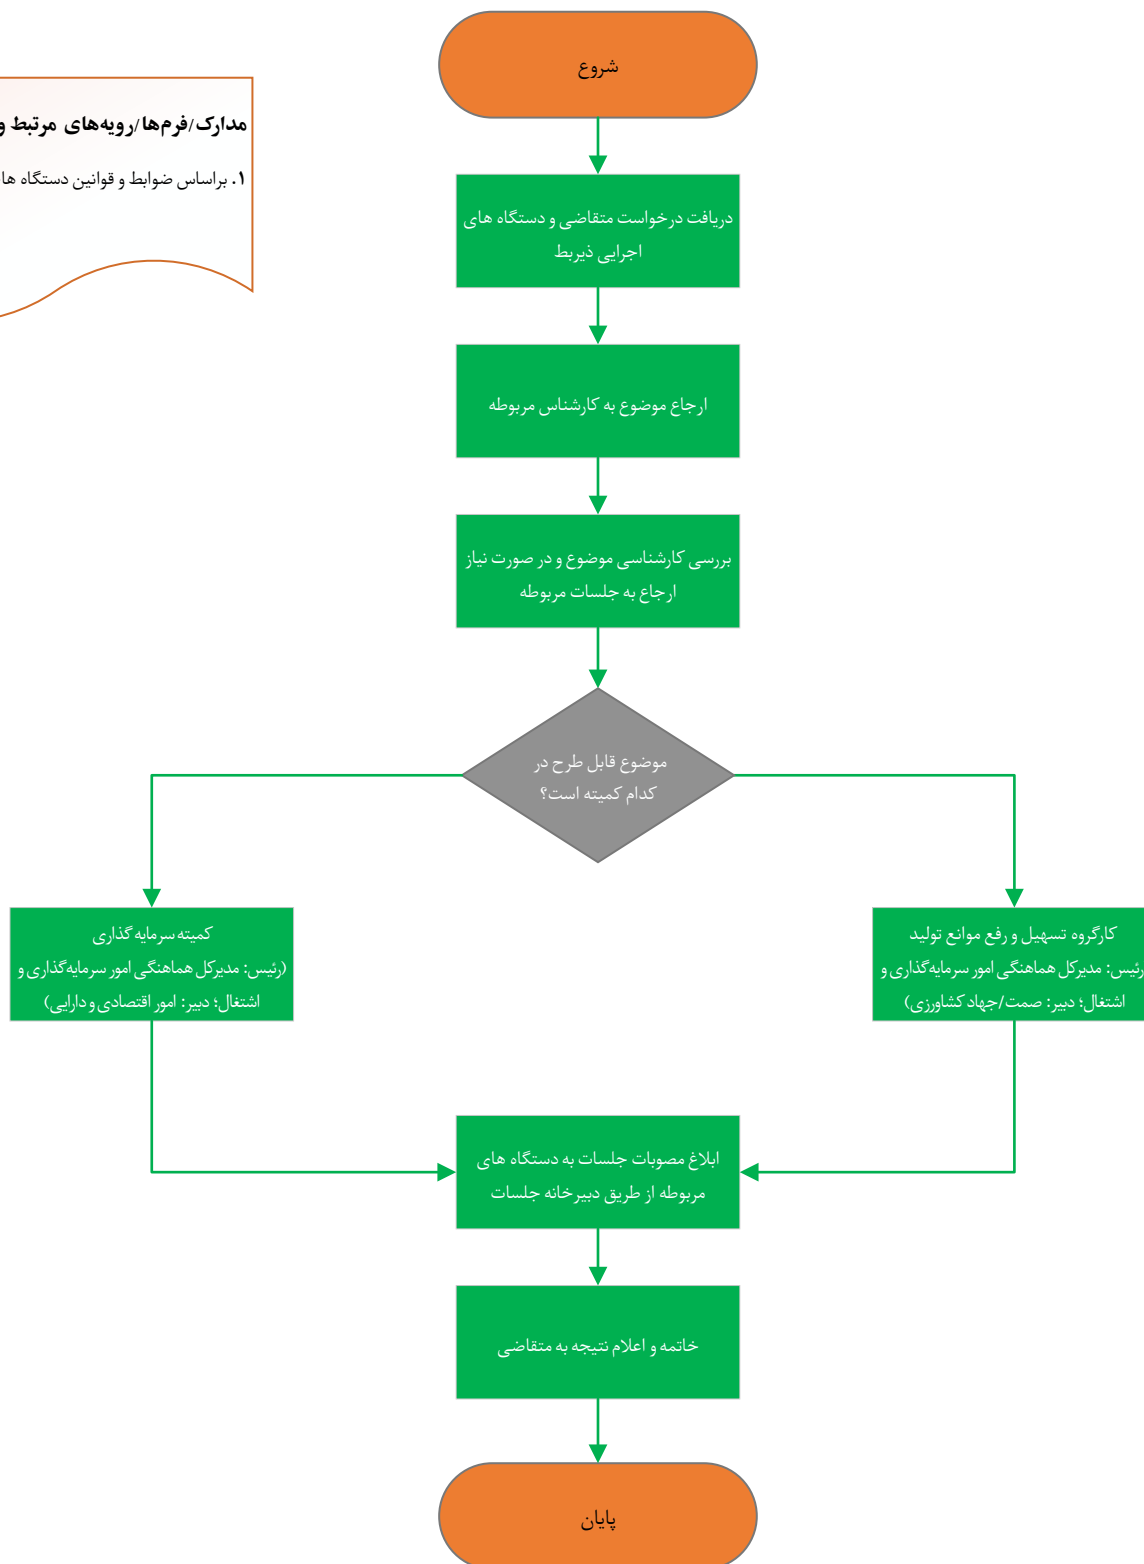 شروع
مدارک/فرم‌ها/رویه‌های مرتبط و
۱. براساس ضوابط و قوانین دستگاه ها
دریافت درخواست متقاضی و دستگاه های
اجرایی ذیربط
ارجاع موضوع به کارشناس مربوطه
بررسی کارشناسی موضوع و در صورت نیاز
ارجاع به جلسات مربوطه
موضوع قابل طرح در
کدام کمیته است؟
کارگروه تسهیل و رفع موانع تولید
(رئیس: مدیرکل هماهنگی امور سرمایه‌گذاری و
اشتغال؛ دبیر: صمت/جهاد کشاورزی)
کمیته سرمایه گذاری
(رئیس: مدیرکل هماهنگی امور سرمایه‌گذاری و
اشتغال؛ دبیر: امور اقتصادی و دارایی)
ابلاغ مصوبات جلسات به دستگاه های
مربوطه از طریق دبیرخانه جلسات
خاتمه و اعلام نتیجه به متقاضی
پایان